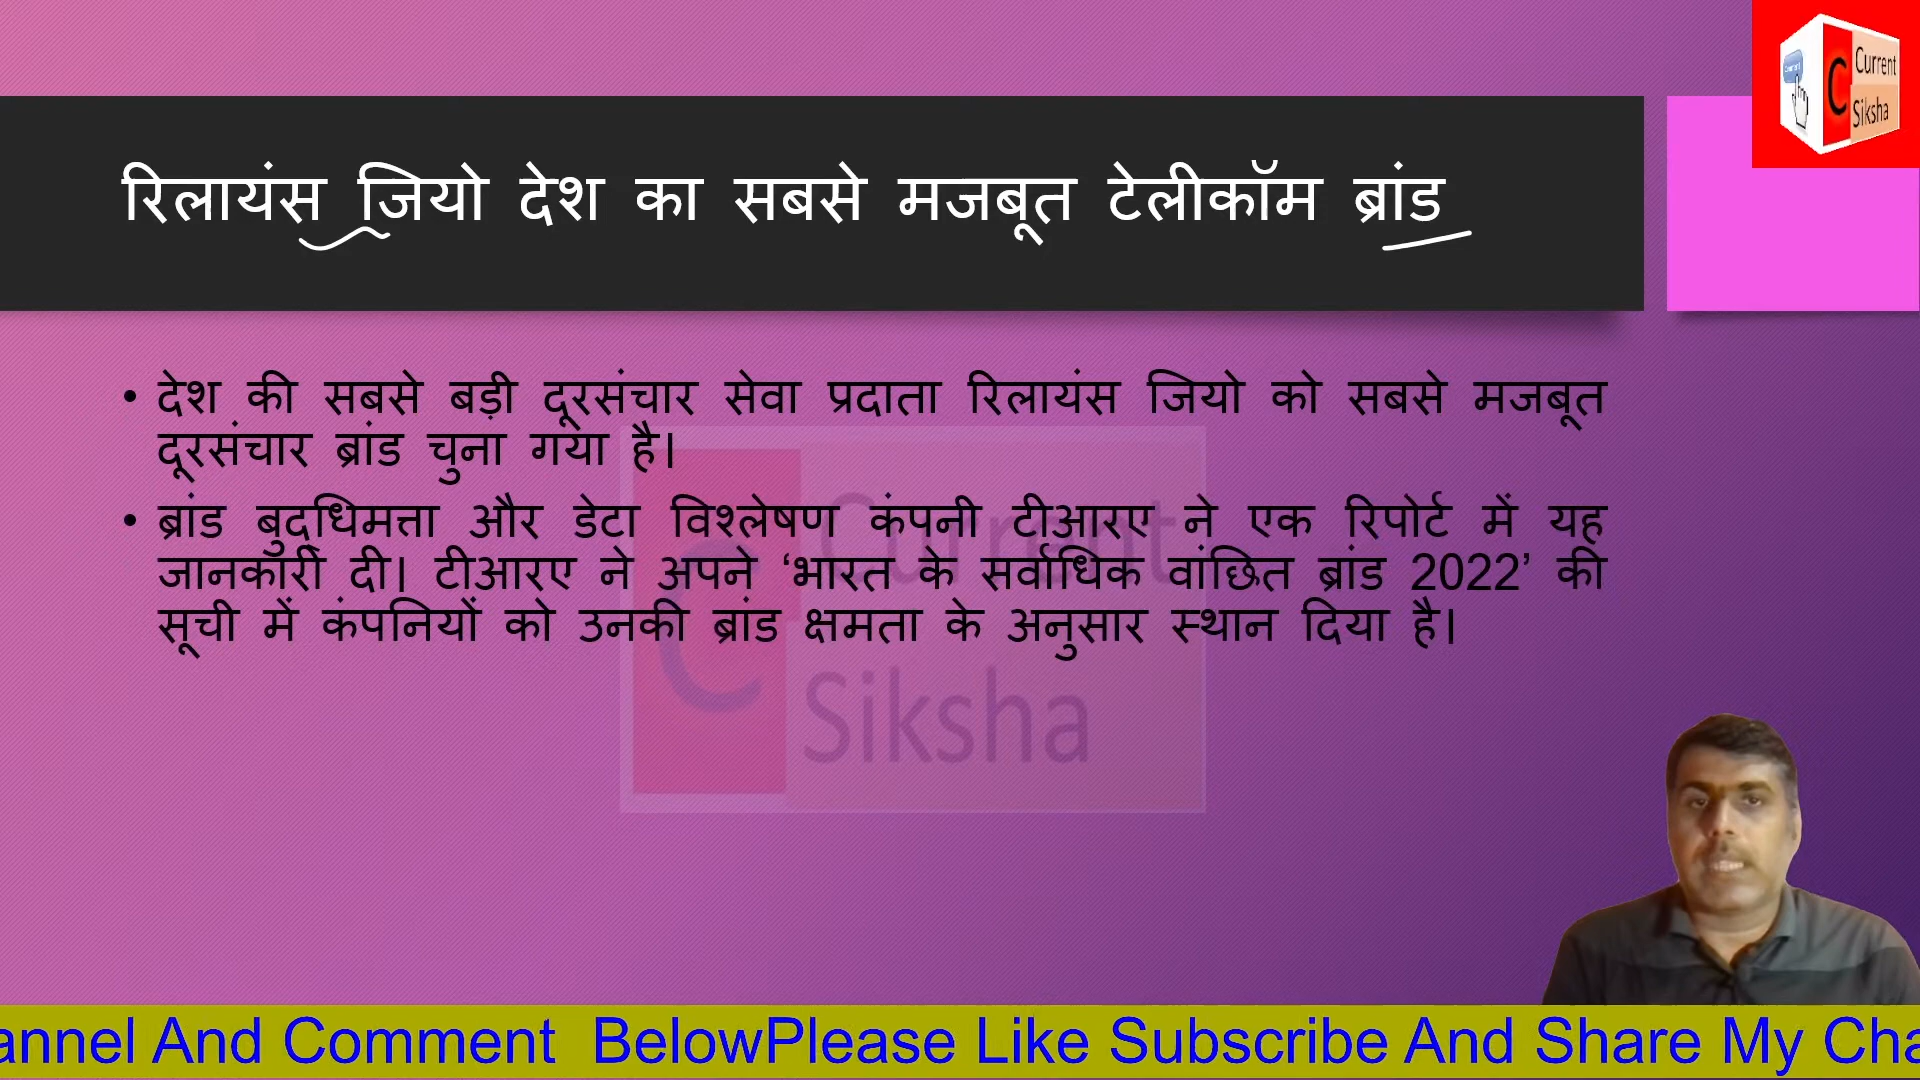 Current
Siksha
रिलायंस जियो देश का सबसे मजबूत टेलीकॉम ब्रांड
• देश की सबसे बड़ी दूरसंचार सेवा प्रदाता रिलायंस जियो को सबसे मजबूत
दूरसंचार ब्रांड चुना गया है।
• ब्रांड बुद्धिमत्ता और डेटा विश्लेषण कंपनी टीआरए ने एक रिपोर्ट में यह
जानकारी दी। टीआरए ने अपने ‘भारत के सर्वाधिक वांछित ब्रांड 2022’ की
सूची में कंपनियों को उनकी ब्रांड क्षमता के अनुसार स्थान दिया है।
C
Current
Siksha
annel And Comment BelowPlease Like Subscribe And Share My Cha